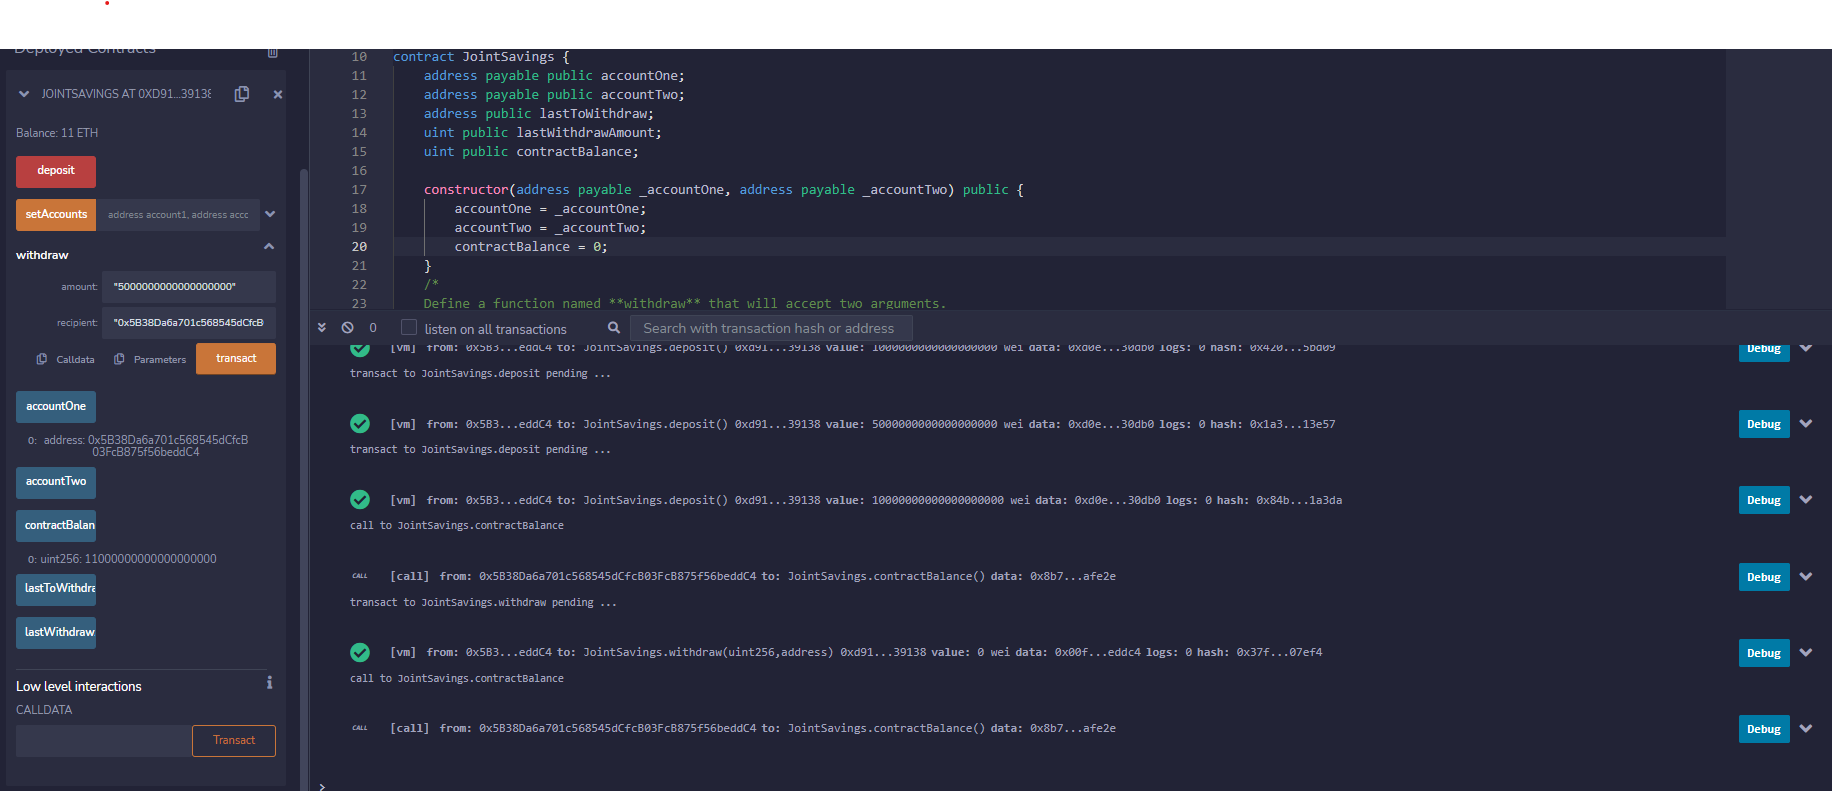 Deployed Contracts
JOINTSAVINGS AT 0XD91...39138
Balance: 11 ETH
deposit
setAccounts address account1, address accc
withdraw
amount: "5000000000000000000"
recipient: "0x5B38Da6a701c568545dCfcB
Calldata Parameters transact
accountOne
0: address: 0x5B38Da6a701c568545dCfcB
03FcB875f56beddC4
accountTwo
contractBalan
0: uint256: 11000000000000000000
lastToWithdra
lastWithdraw
Low level interactions
CALLDATA
Transact
10 contract JointSavings {
11 address payable public accountOne;
12 address payable public accountTwo;
13 address public lastToWithdraw;
14 uint public lastWithdrawAmount;
15 uint public contractBalance;
16
17 constructor(address payable _accountOne, address payable _accountTwo) public {
18 accountOne = _accountOne;
19 accountTwo = _accountTwo;
20 contractBalance = 0;
21 }
22 /*
23 Define a function named **withdraw** that will accept two arguments.
0 listen on all transactions Search with transaction hash or address
[vm] from: 0x5B3...eddC4 to: JointSavings.deposit() 0xd91...39138 value: 1000000000000000000 wei data: 0xd0e...30db0 logs: 0 hash: 0x420...5bd09 Debug
transact to JointSavings.deposit pending ...
[vm] from: 0x5B3...eddC4 to: JointSavings.deposit() 0xd91...39138 value: 5000000000000000000 wei data: 0xd0e...30db0 logs: 0 hash: 0x1a3...13e57 Debug
transact to JointSavings.deposit pending ...
[vm] from: 0x5B3...eddC4 to: JointSavings.deposit() 0xd91...39138 value: 10000000000000000000 wei data: 0xd0e...30db0 logs: 0 hash: 0x84b...1a3da Debug
call to JointSavings.contractBalance
CALL [call] from: 0x5B38Da6a701c568545dCfcB03FcB875f56beddC4 to: JointSavings.contractBalance() data: 0x8b7...afe2e Debug
transact to JointSavings.withdraw pending ...
[vm] from: 0x5B3...eddC4 to: JointSavings.withdraw(uint256,address) 0xd91...39138 value: 0 wei data: 0x00f...eddc4 logs: 0 hash: 0x37f...07ef4 Debug
call to JointSavings.contractBalance
CALL [call] from: 0x5B38Da6a701c568545dCfcB03FcB875f56beddC4 to: JointSavings.contractBalance() data: 0x8b7...afe2e Debug
>